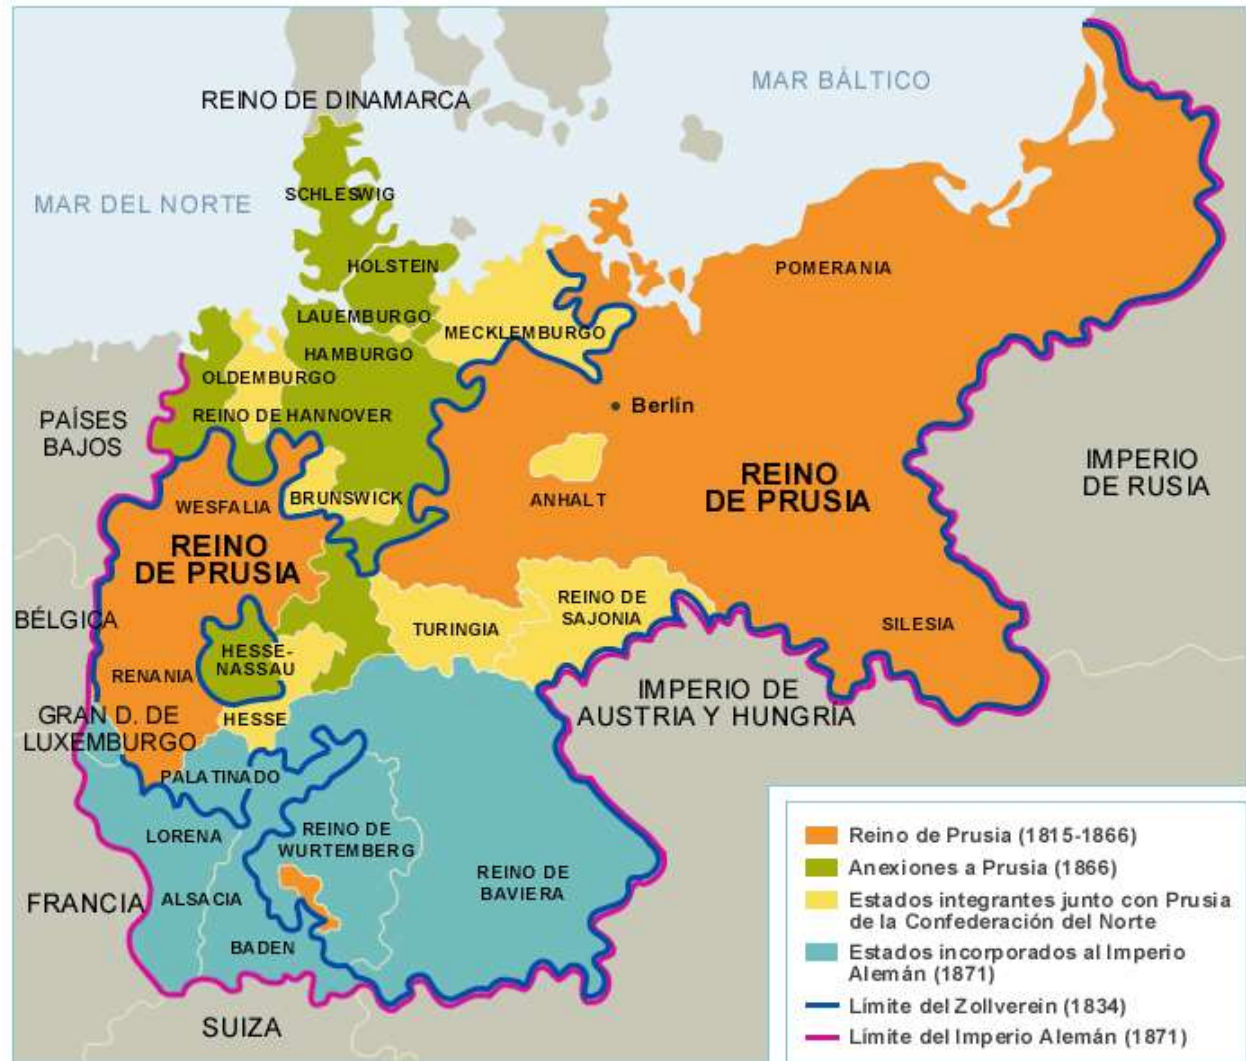 MAR BÁLTICO
REINO DE DINAMARCA
MAR DEL NORTE
SCHLESWIG
HOLSTEIN
POMERANIA
LAUEMBURGO
MECKLEMBURGO
HAMBURGO
OLDEMBURGO
REINO DE HANNOVER
Berlín
PAÍSES
BAJOS
IMPERIO
DE RUSIA
BRUNSWICK
ANHALT
REINO
DE PRUSIA
WESFALIA
REINO
DE PRUSIA
BÉLGICA
REINO DE
SAJONIA
TURINGIA
SILESIA
HESSE-
NASSAU
RENANIA
IMPERIO DE
AUSTRIA Y HUNGRÍA
GRAN D. DE
LUXEMBURGO
HESSE
PALATINADO
LORENA
REINO DE
WURTEMBERG
REINO DE
BAVIERA
FRANCIA
ALSACIA
BADEN
SUIZA
Reino de Prusia (1815-1866)
Anexiones a Prusia (1866)
Estados integrantes junto con Prusia
de la Confederación del Norte
Estados incorporados al Imperio
Alemán (1871)
Límite del Zollverein (1834)
Límite del Imperio Alemán (1871)